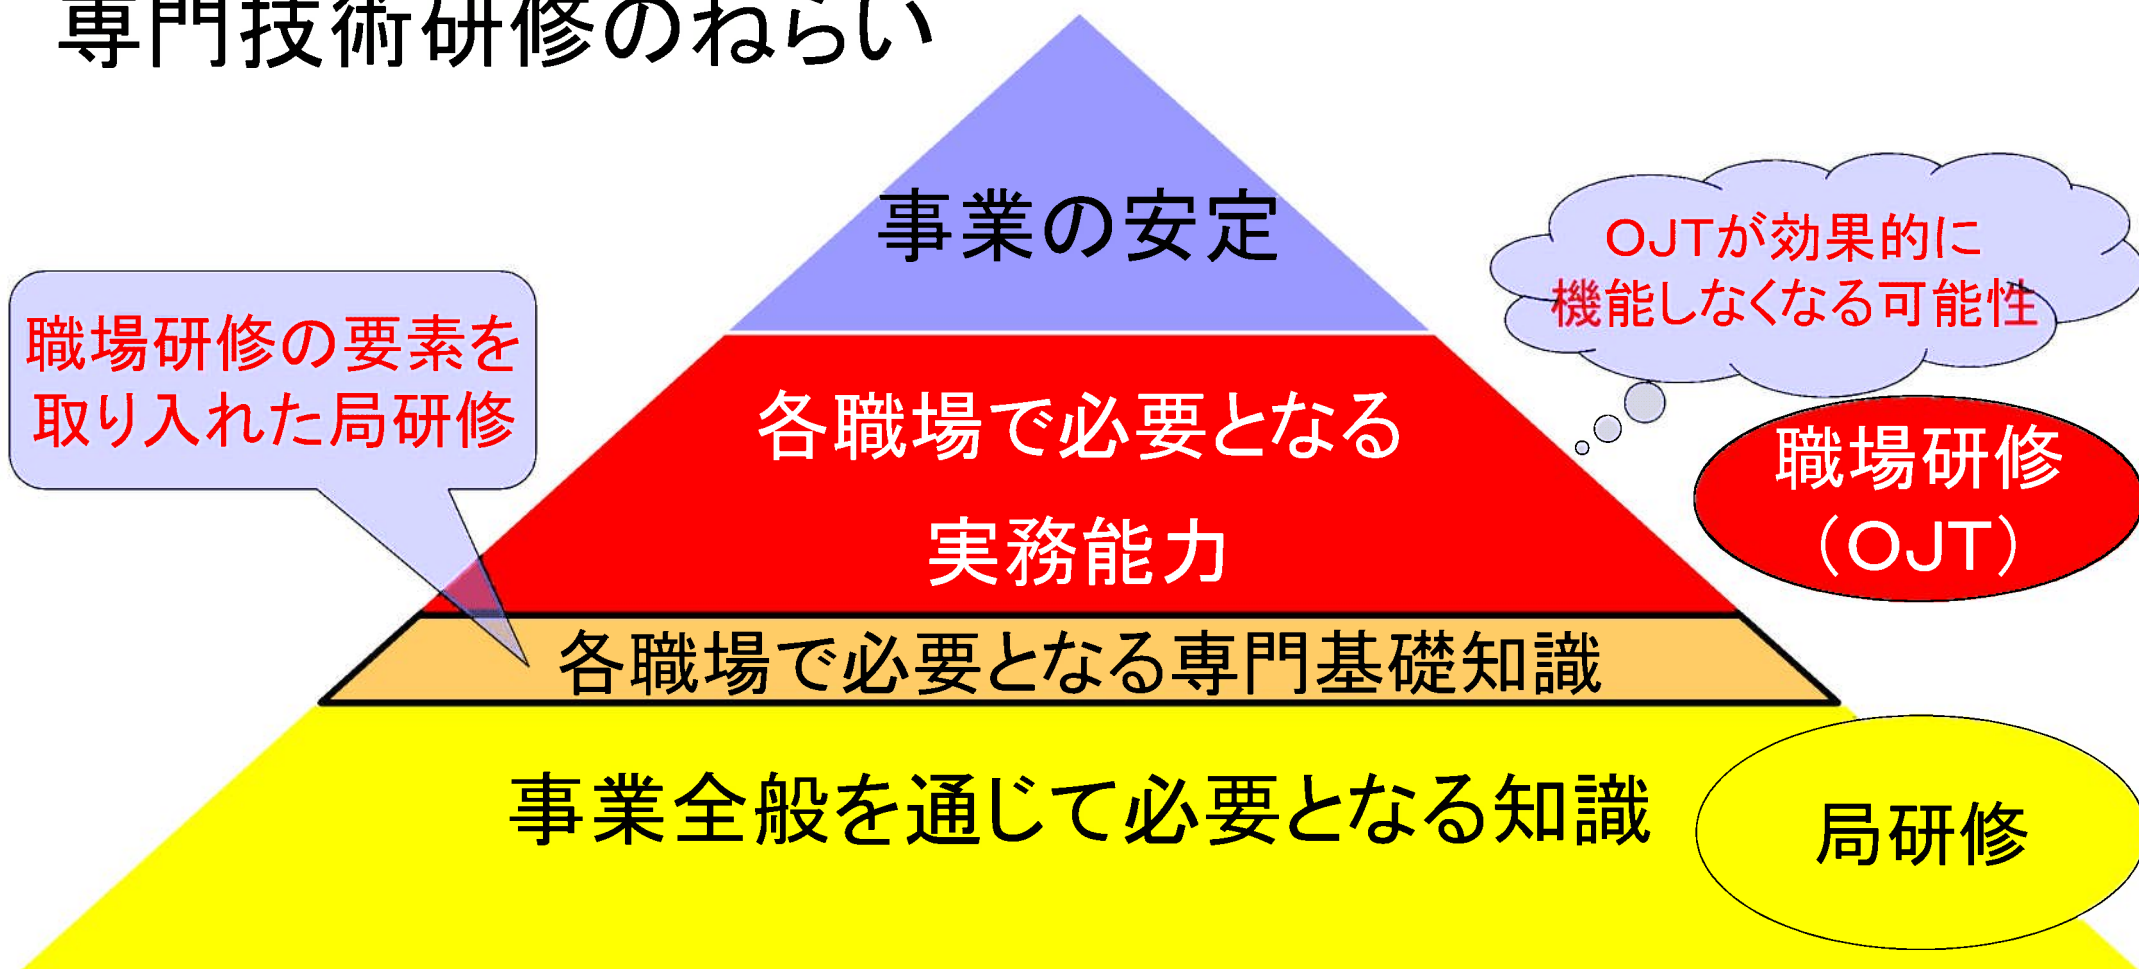 専門技術研修のねらい
事業の安定
OJTが効果的に
機能しなくなる可能性
職場研修の要素を
取り入れた局研修
各職場で必要となる
実務能力
職場研修
（OJT）
各職場で必要となる専門基礎知識
事業全般を通じて必要となる知識
局研修